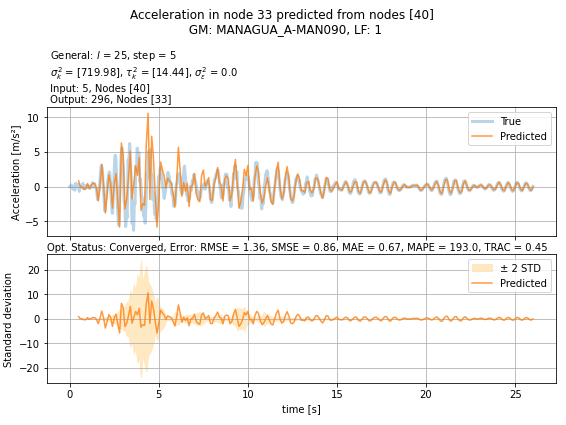 Acceleration in node 33 predicted from nodes [40]
GM: MANAGUA_A-MAN090, LF: 1
General: l = 25, step = 5
σ²ₖ = [719.98], τ²ₖ = [14.44], σ²ε = 0.0
Input: 5, Nodes [40]
Output: 296, Nodes [33]
Acceleration [m/s²]
10
5
0
−5
True
Predicted
Opt. Status: Converged, Error: RMSE = 1.36, SMSE = 0.86, MAE = 0.67, MAPE = 193.0, TRAC = 0.45
Standard deviation
20
10
0
−10
−20
± 2 STD
Predicted
0 5 10 15 20 25
time [s]